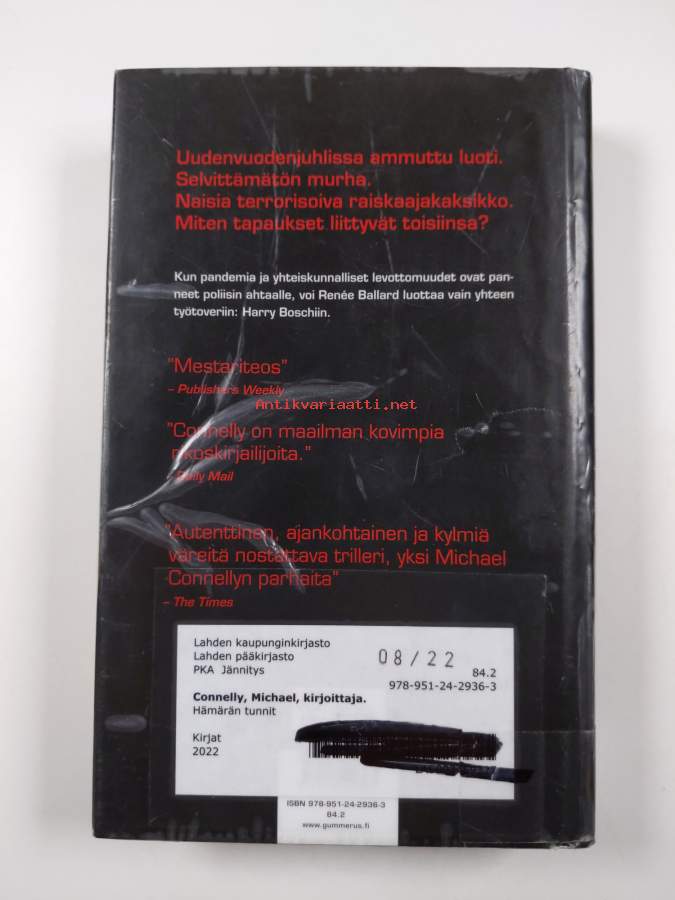 Uudenvuodenjuhlissa ammuttu luoti.
Selvittämätön murha.
Naisia terrorisoiva raiskaajakaksikko.
Miten tapaukset liittyvät toisiinsa?
Kun pandemia ja yhteiskunnalliset levottomuudet ovat pan-
neet poliisin ahtaalle, voi Renée Ballard luottaa vain yhteen
työtoveriin: Harry Boschiin.
"Mestariteos"
– Publishers Weekly
Antikvariaatti.net
"Connelly on maailman kovimpia
rikoskirjailijoita."
– Daily Mail
"Autenttinen, ajankohtainen ja kylmiä
väreitä nostattava trilleri, yksi Michael
Connellyn parhaita"
– The Times
Lahden kaupunginkirjasto
Lahden pääkirjasto
PKA Jännitys
08/22
84.2
978-951-24-2936-3
Connelly, Michael, kirjoittaja.
Hämärän tunnit
Kirjat
2022
ISBN 978-951-24-2936-3
84.2
www.gummerus.fi